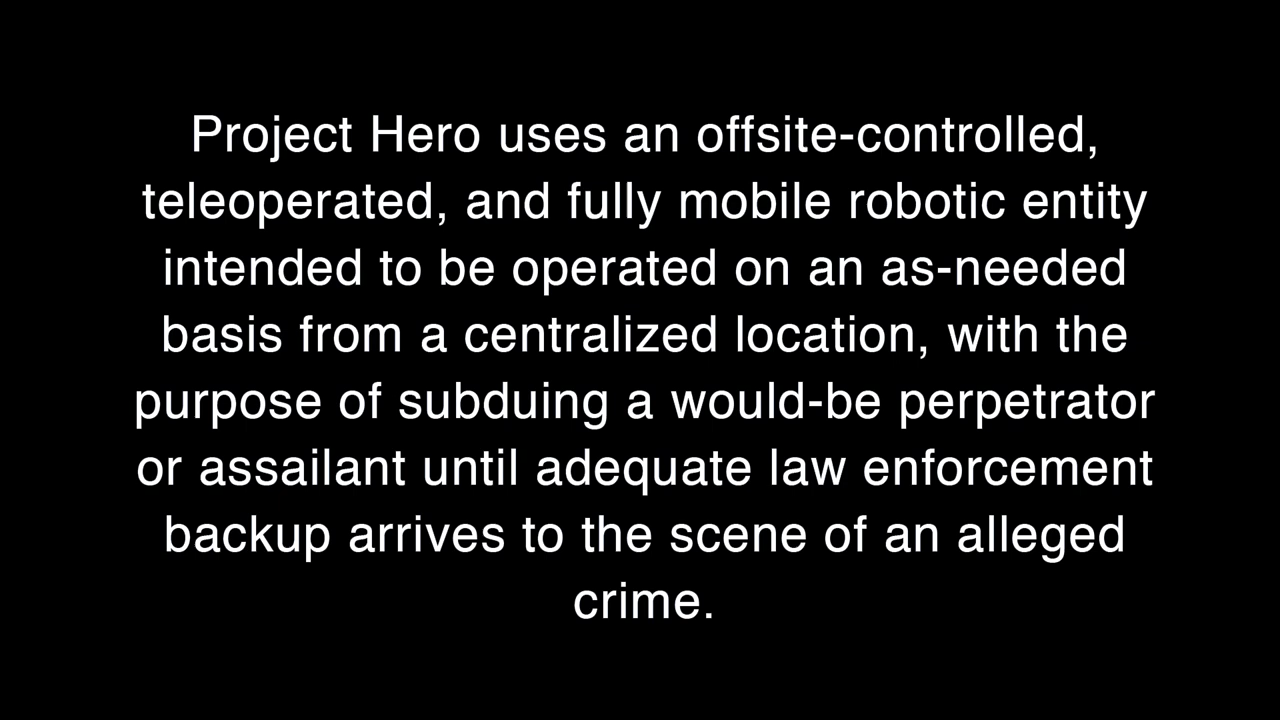 Project Hero uses an offsite-controlled,
teleoperated, and fully mobile robotic entity
intended to be operated on an as-needed
basis from a centralized location, with the
purpose of subduing a would-be perpetrator
or assailant until adequate law enforcement
backup arrives to the scene of an alleged
crime.